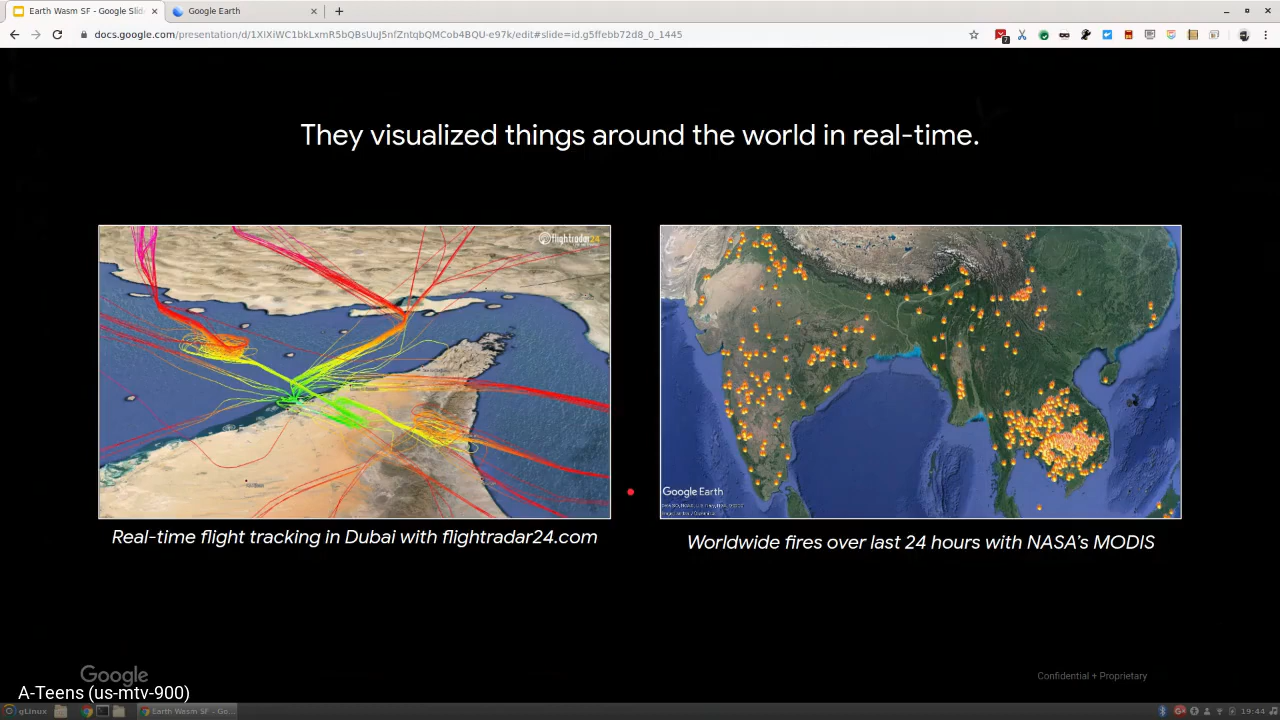 Earth Wasm SF - Google Slid
Google Earth
docs.google.com/presentation/d/1XIXiWC1bkLxmR5bQBsUuJ5nfZntqbQMCob4BQU-e97k/edit#slide=id.g5ffebb72d8_0_1445
They visualized things around the world in real-time.
flightradar24
Google Earth
Real-time flight tracking in Dubai with flightradar24.com
Worldwide fires over last 24 hours with NASA's MODIS
Google
Confidential + Proprietary
A-Teens (us-mtv-900)
gLinux
Earth Wasm SF - Go...
19:44